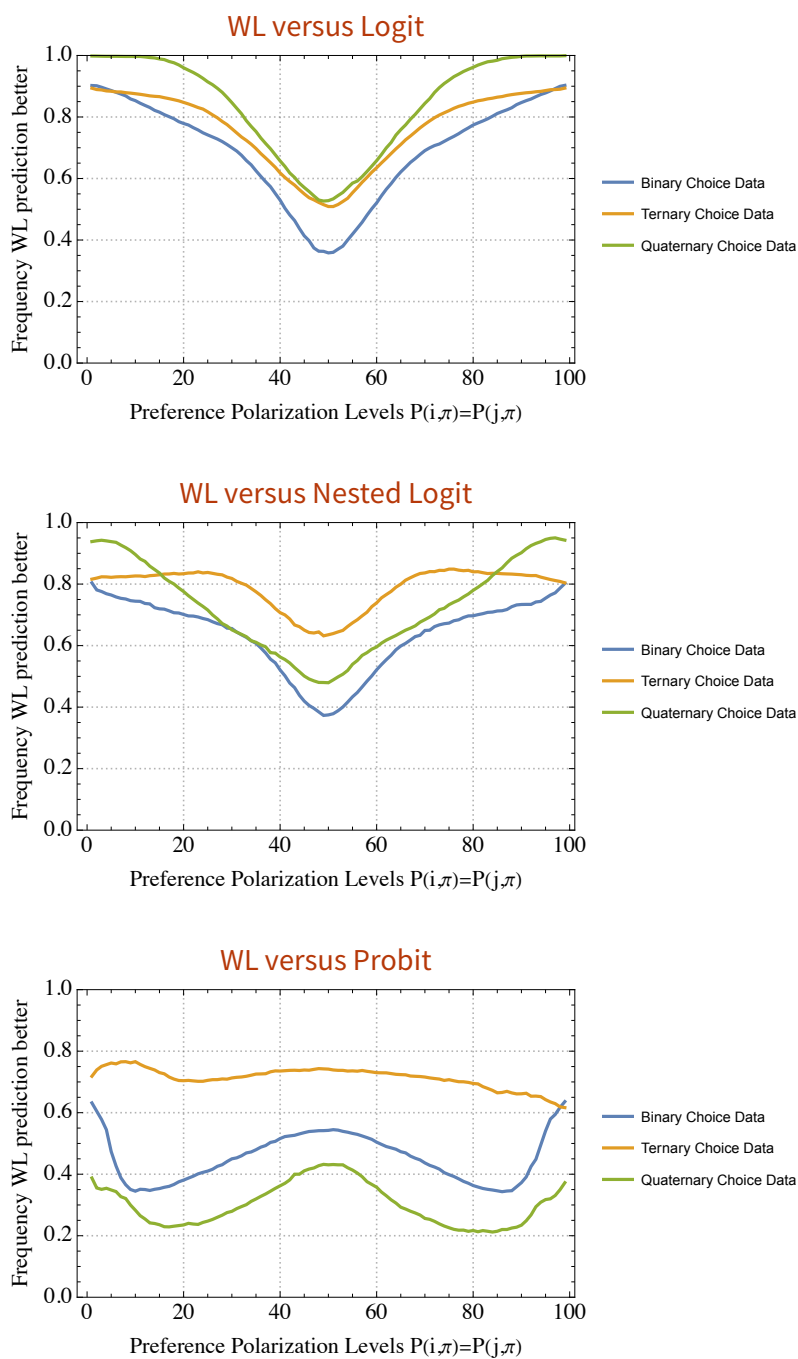 WL versus Logit
Frequency WL prediction better
1.0
0.8
0.6
0.4
0.2
0.0
0 20 40 60 80 100
Preference Polarization Levels P(i,π)=P(j,π)
Binary Choice Data
Ternary Choice Data
Quaternary Choice Data
WL versus Nested Logit
Frequency WL prediction better
1.0
0.8
0.6
0.4
0.2
0.0
0 20 40 60 80 100
Preference Polarization Levels P(i,π)=P(j,π)
Binary Choice Data
Ternary Choice Data
Quaternary Choice Data
WL versus Probit
Frequency WL prediction better
1.0
0.8
0.6
0.4
0.2
0.0
0 20 40 60 80 100
Preference Polarization Levels P(i,π)=P(j,π)
Binary Choice Data
Ternary Choice Data
Quaternary Choice Data